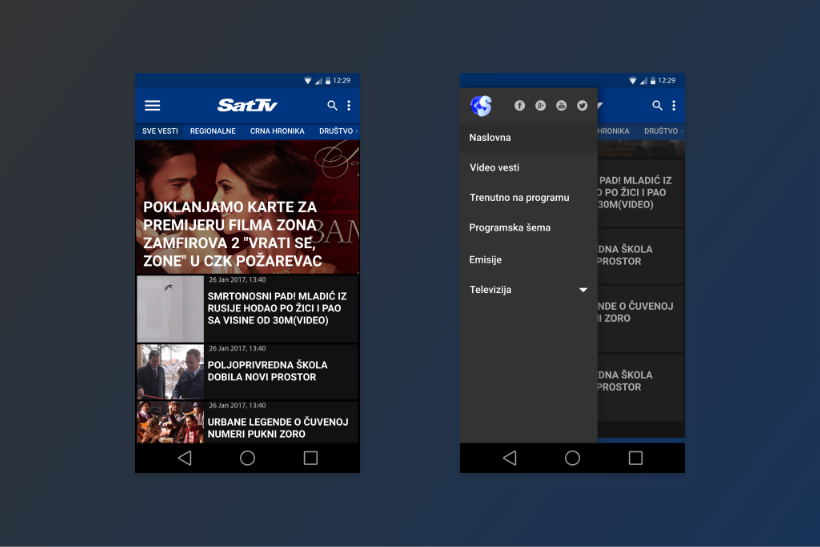 12:29
SatTv
SVE VESTI REGIONALNE CRNA HRONIKA DRUŠTVO
POKLANJAMO KARTE ZA
PREMIJERU FILMA ZONA
ZAMFIROVA 2 "VRATI SE,
ZONE" U CZK POŽAREVAC
26 Jan 2017, 13:40
SMRTONOSNI PAD! MLADIĆ IZ
RUSIJE HODAO PO ŽICI I PAO
SA VISINE OD 30M(VIDEO)
26 Jan 2017, 13:40
POLJOPRIVREDNA ŠKOLA
DOBILA NOVI PROSTOR
26 Jan 2017, 13:40
URBANE LEGENDE O ČUVENOJ
NUMERI PUKNI ZORO
12:29
HRONIKA DRUŠTVO
Naslovna
Video vesti
Trenutno na programu
Programska šema
Emisije
Televizija
PAD! MLADIĆ IZ
O PO ŽICI I PAO
30M(VIDEO)
EDNA ŠKOLA
PROSTOR
NDE O ČUVENOJ
NI ZORO
DNA ŠKOLA
PROSTOR